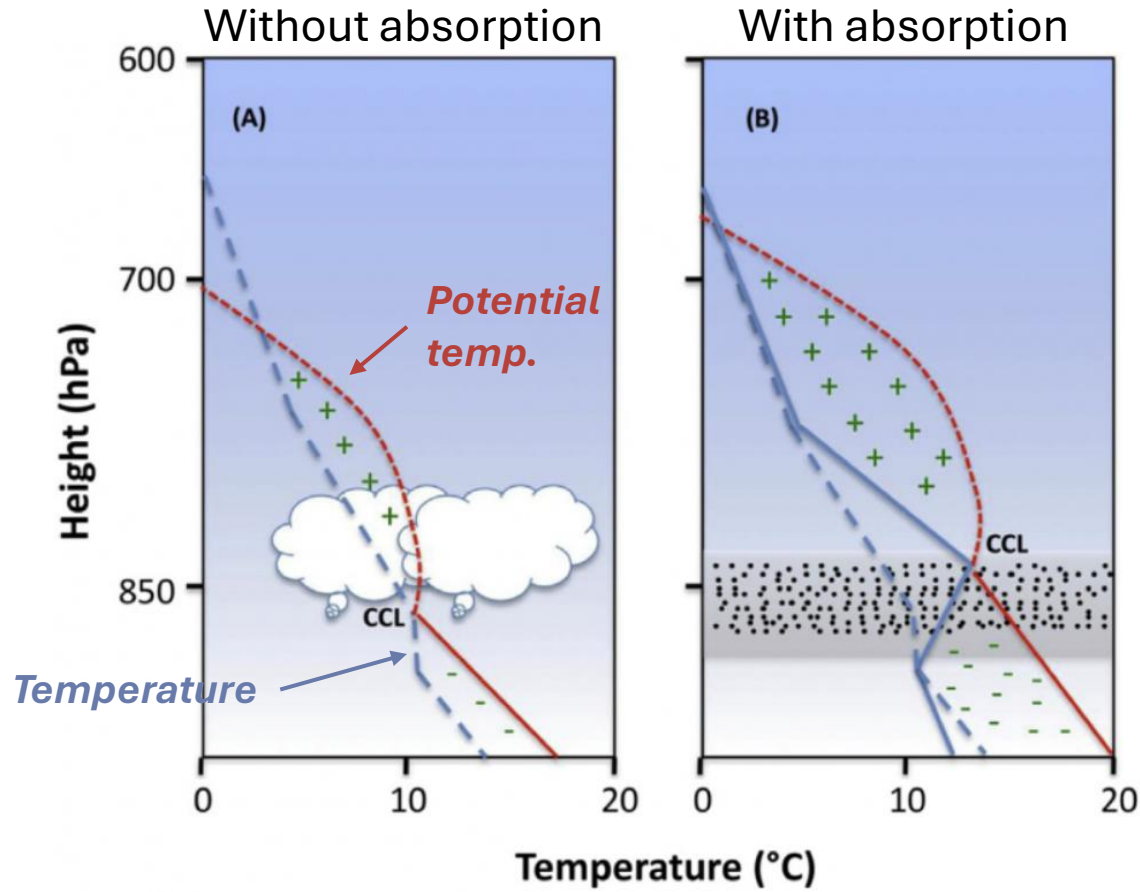 Without absorption
With absorption
600
(A)
(B)
700
Potential
temp.
Height (hPa)
CCL
850
CCL
Temperature
0
10
20
0
10
20
Temperature (°C)